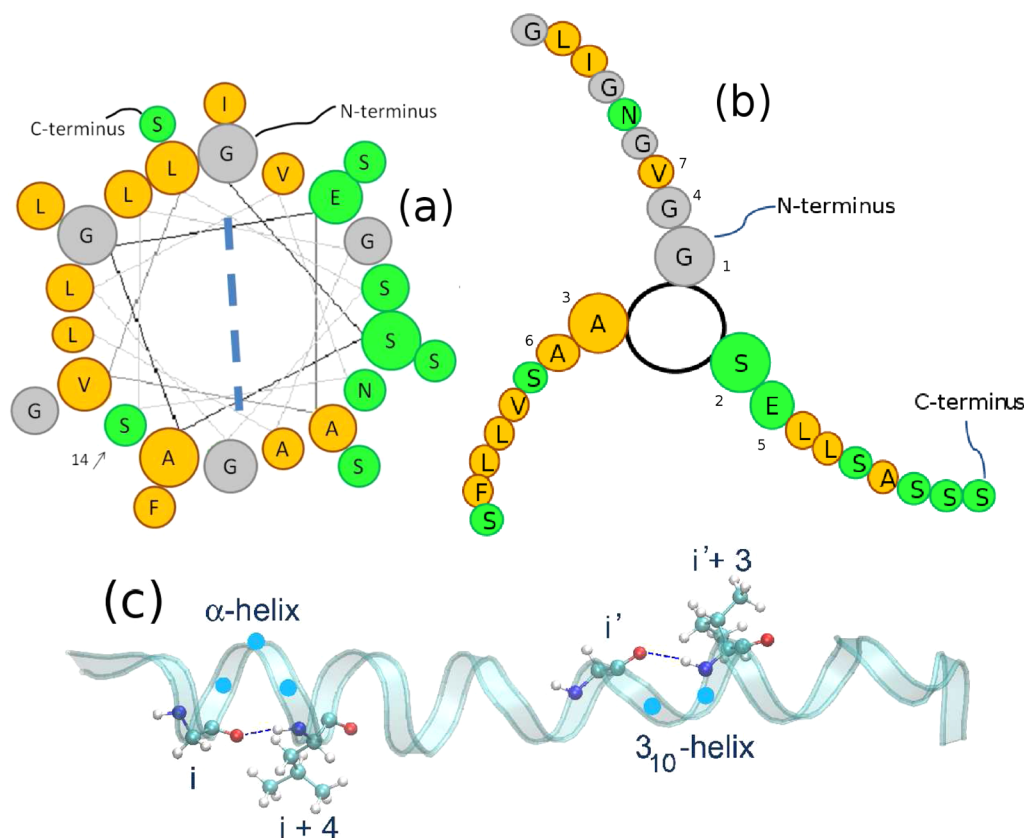 (a)
I
S
N-terminus
C-terminus
G
L
V
S
L
E
L
G
G
L
S
L
S
S
V
N
G
S
A
A
14
A
G
S
F
(b)
G
L
I
G
N
G
V
7
G
4
G
1
N-terminus
3
A
6
A
S
V
L
L
F
S
S
2
E
5
L
L
S
A
S
S
S
C-terminus
(c)
α-helix
i
i + 4
i'
i'+ 3
3₁₀-helix